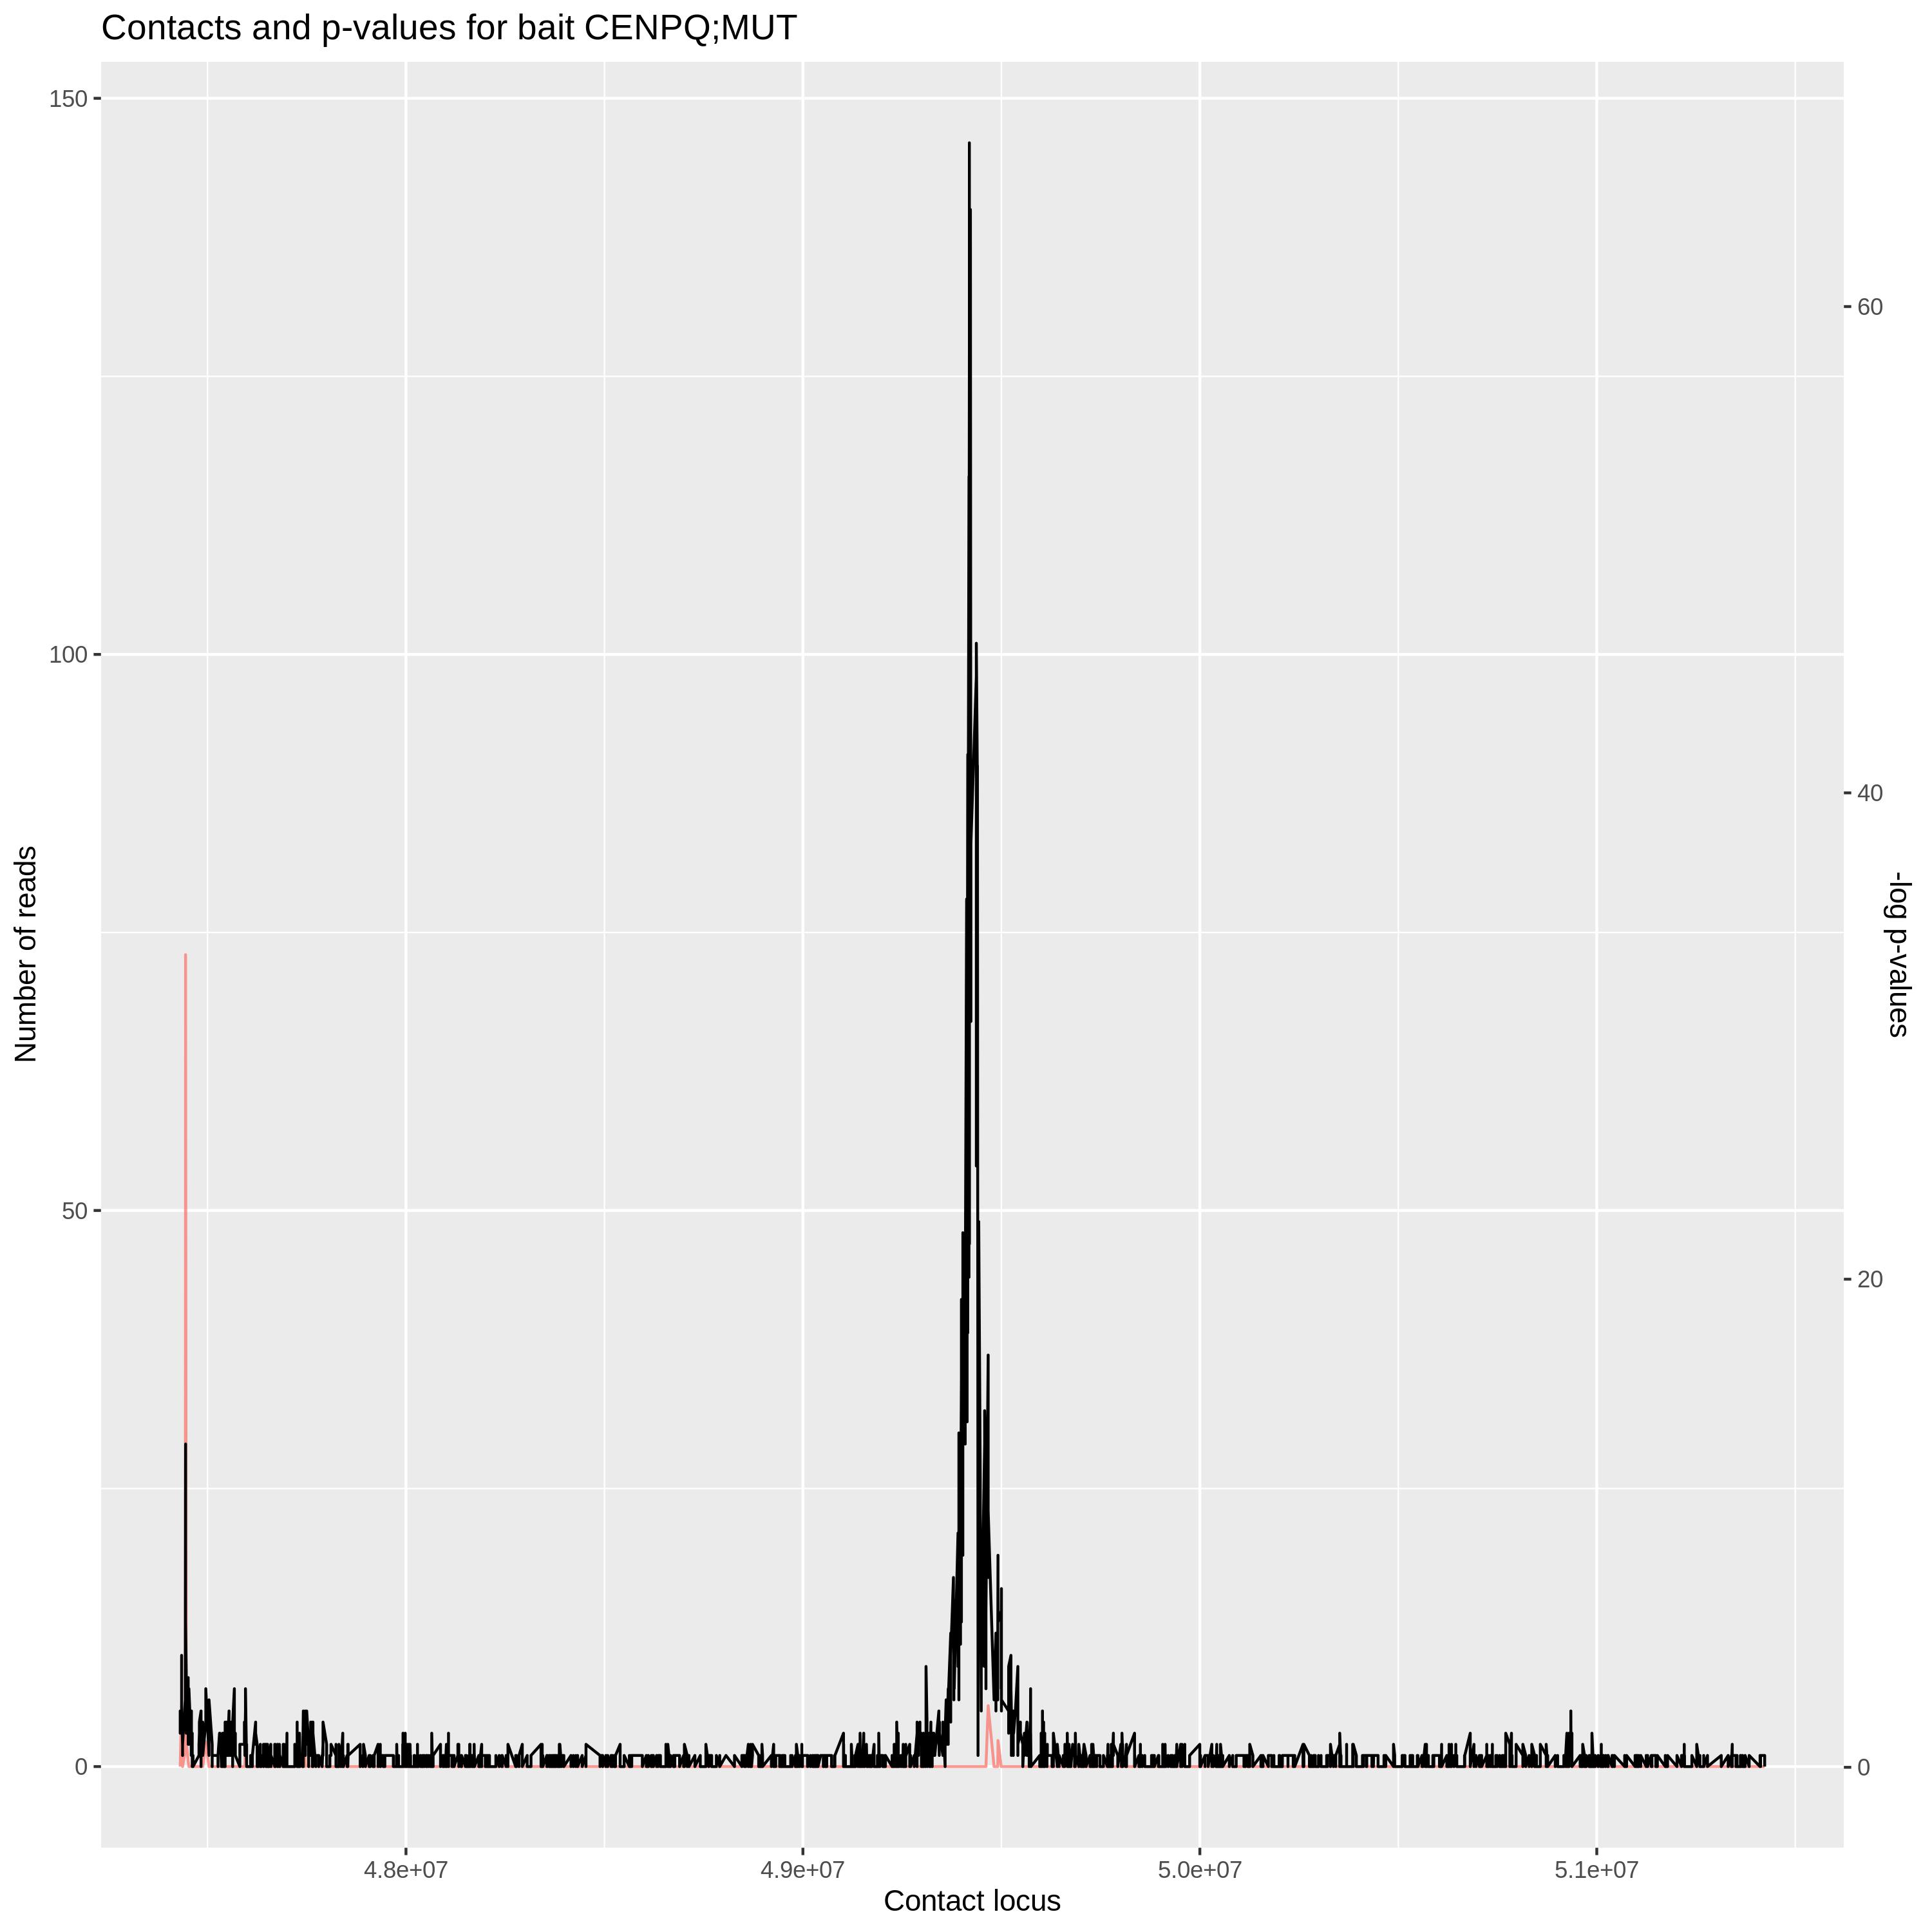 Contacts and p-values for bait CENPQ;MUT
150
100
50
0
Number of reads
60
40
20
0
-log p-values
4.8e+07
4.9e+07
5.0e+07
5.1e+07
Contact locus